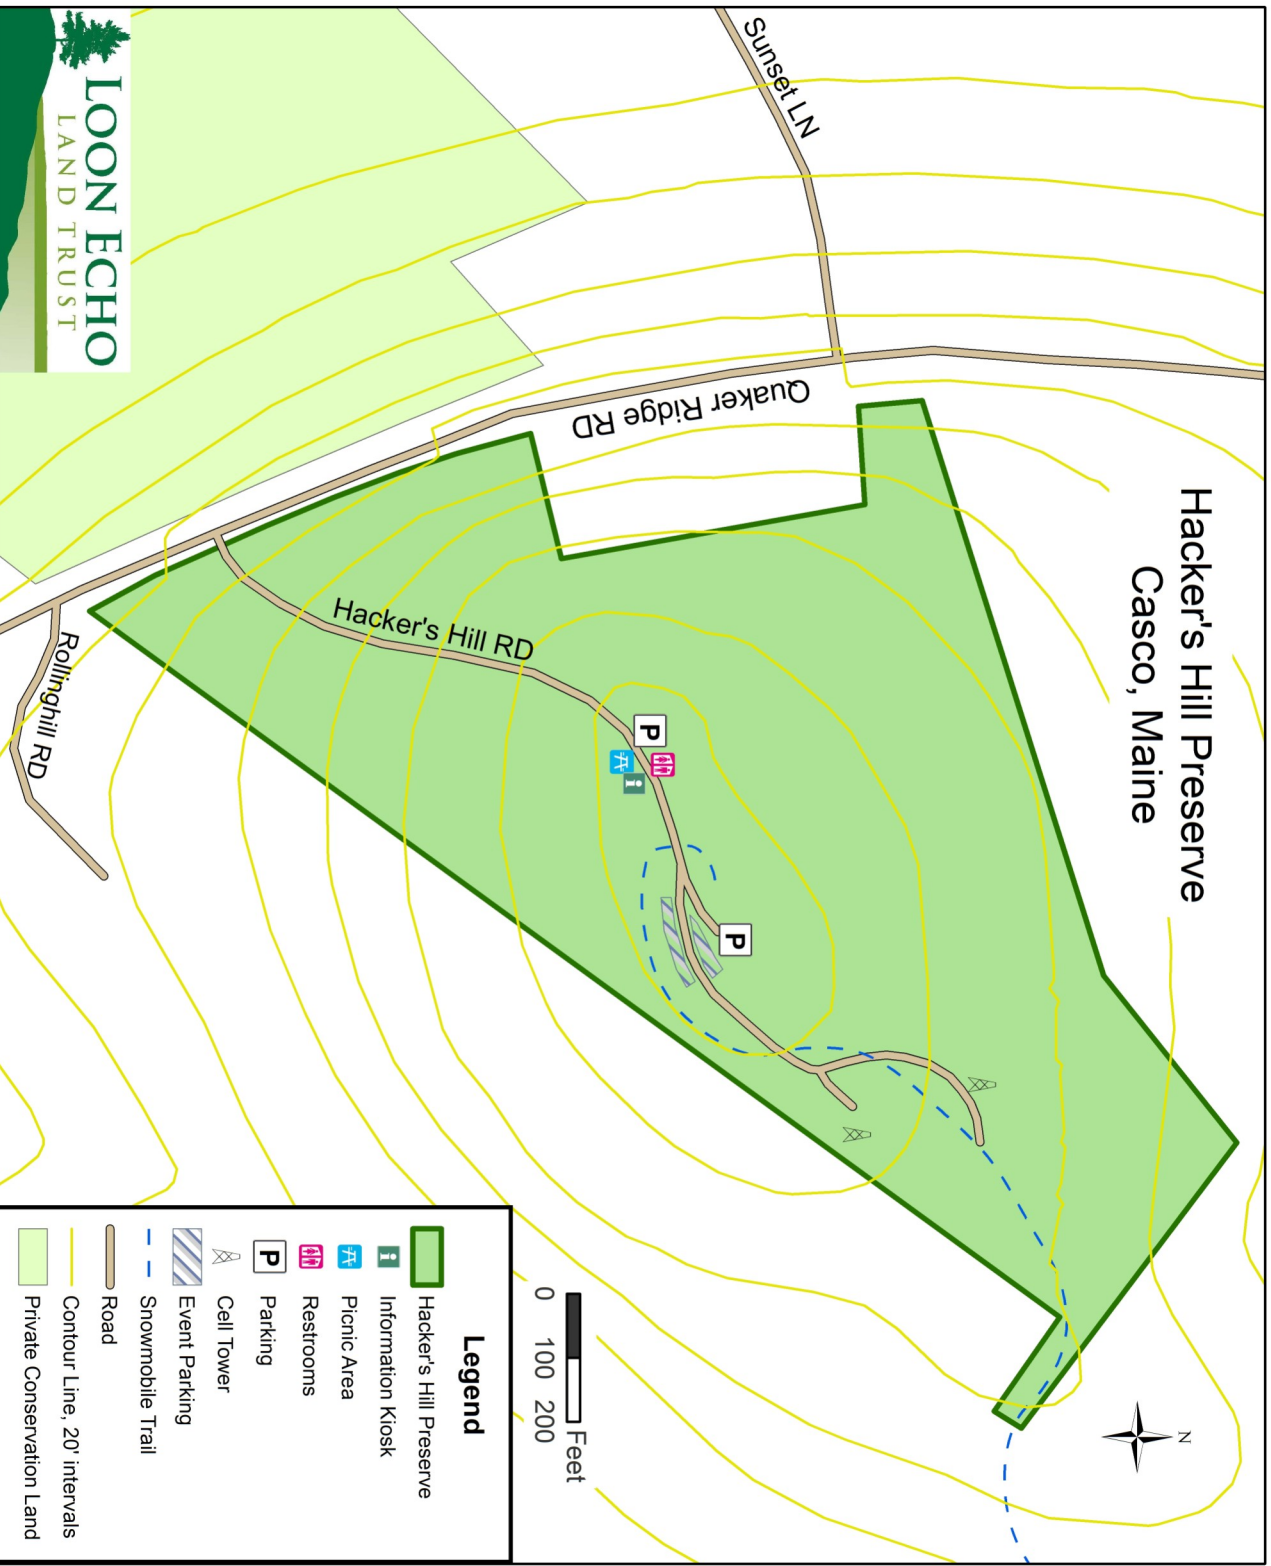 Hacker's Hill Preserve
Casco, Maine
Sunset LN
Quaker Ridge RD
Hacker's Hill RD
Rollinghill RD
P
i
P
N
0 100 200
Feet
Legend
Hacker's Hill Preserve
i Information Kiosk
Picnic Area
Restrooms
P Parking
Cell Tower
Event Parking
Snowmobile Trail
Road
Contour Line, 20' intervals
Private Conservation Land
LOON ECHO
LAND TRUST